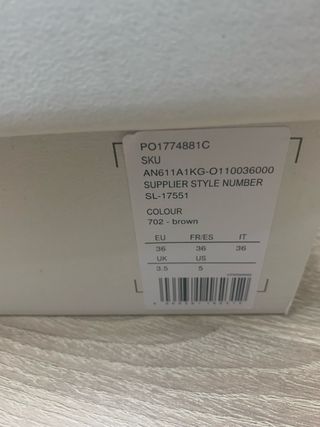 PO1774881C
SKU
AN611A1KG-O110036000
SUPPLIER STYLE NUMBER
SL-17551
COLOUR
702 - brown
EU FR/ES IT
36 36 36
UK US
3.5 5